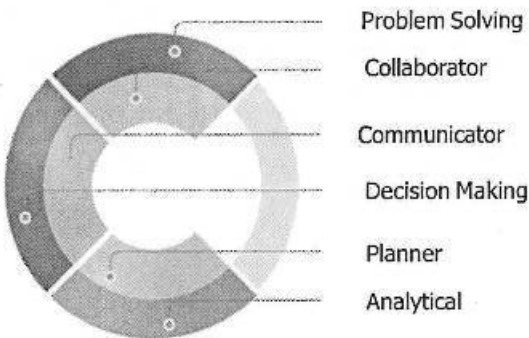 Problem Solving
Collaborator
Communicator
Decision Making
Planner
Analytical